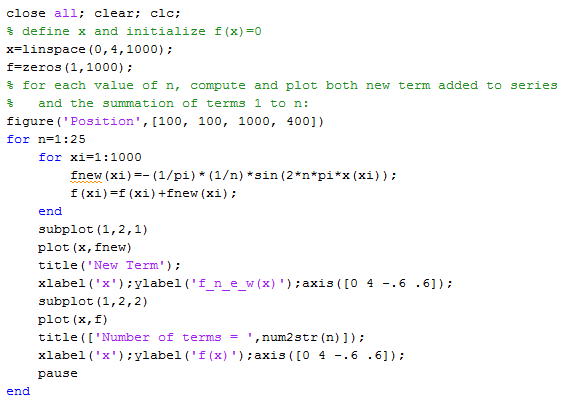 close all; clear; clc;
% define x and initialize f(x)=0
x=linspace(0,4,1000);
f=zeros(1,1000);
% for each value of n, compute and plot both new term added to series
%   and the summation of terms 1 to n:
figure('Position',[100, 100, 1000, 400])
for n=1:25
    for xi=1:1000
        fnew(xi)=-(1/pi)*(1/n)*sin(2*n*pi*x(xi));
        f(xi)=f(xi)+fnew(xi);
    end
    subplot(1,2,1)
    plot(x,fnew)
    title('New Term');
    xlabel('x');ylabel('f_n_e_w(x)');axis([0 4 -.6 .6]);
    subplot(1,2,2)
    plot(x,f)
    title(['Number of terms = ',num2str(n)]);
    xlabel('x');ylabel('f(x)');axis([0 4 -.6 .6]);
    pause
end